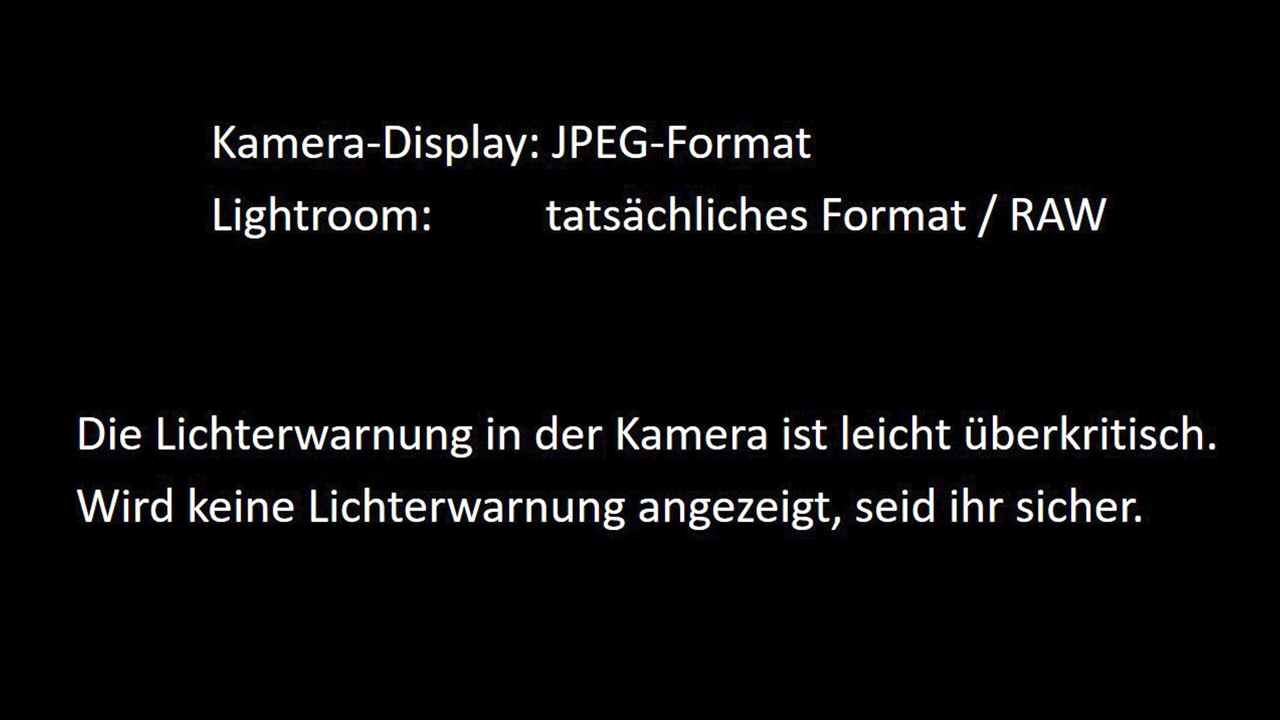 Kamera-Display: JPEG-Format
Lightroom: tatsächliches Format / RAW
Die Lichterwarnung in der Kamera ist leicht überkritisch.
Wird keine Lichterwarnung angezeigt, seid ihr sicher.